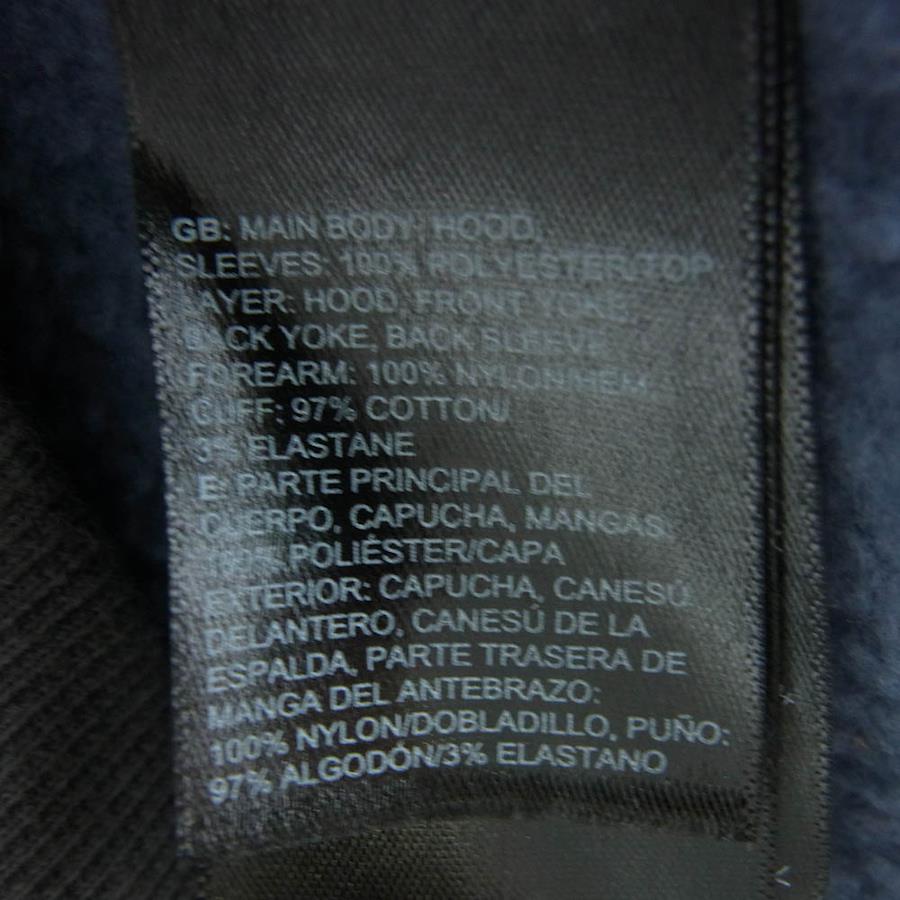 GB: MAIN BODY, HOOD,
SLEEVES: 100% POLYESTER/TOP
LAYER: HOOD, FRONT YOKE,
BACK YOKE, BACK SLEEVE
FOREARM: 100% NYLON/HEM,
CUFF: 97% COTTON/
3% ELASTANE
E: PARTE PRINCIPAL DEL
CUERPO, CAPUCHA, MANGAS:
100% POLIÉSTER/CAPA
EXTERIOR: CAPUCHA, CANESÚ
DELANTERO, CANESÚ DE LA
ESPALDA, PARTE TRASERA DE
MANGA DEL ANTEBRAZO:
100% NYLON/DOBLADILLO, PUÑO:
97% ALGODÓN/3% ELASTANO